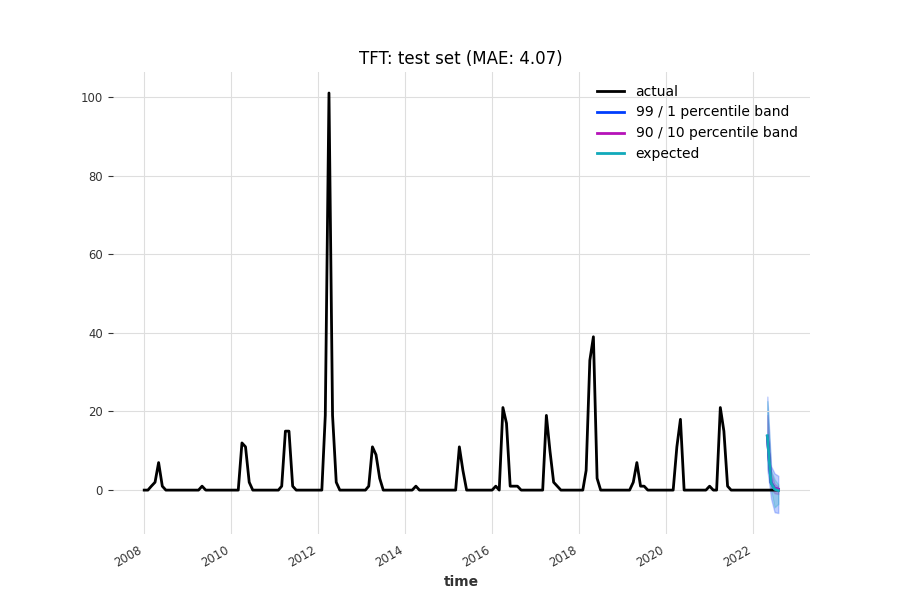 TFT: test set (MAE: 4.07)
actual
99 / 1 percentile band
90 / 10 percentile band
expected
100
80
60
40
20
0
2008 2010 2012 2014 2016 2018 2020 2022
time